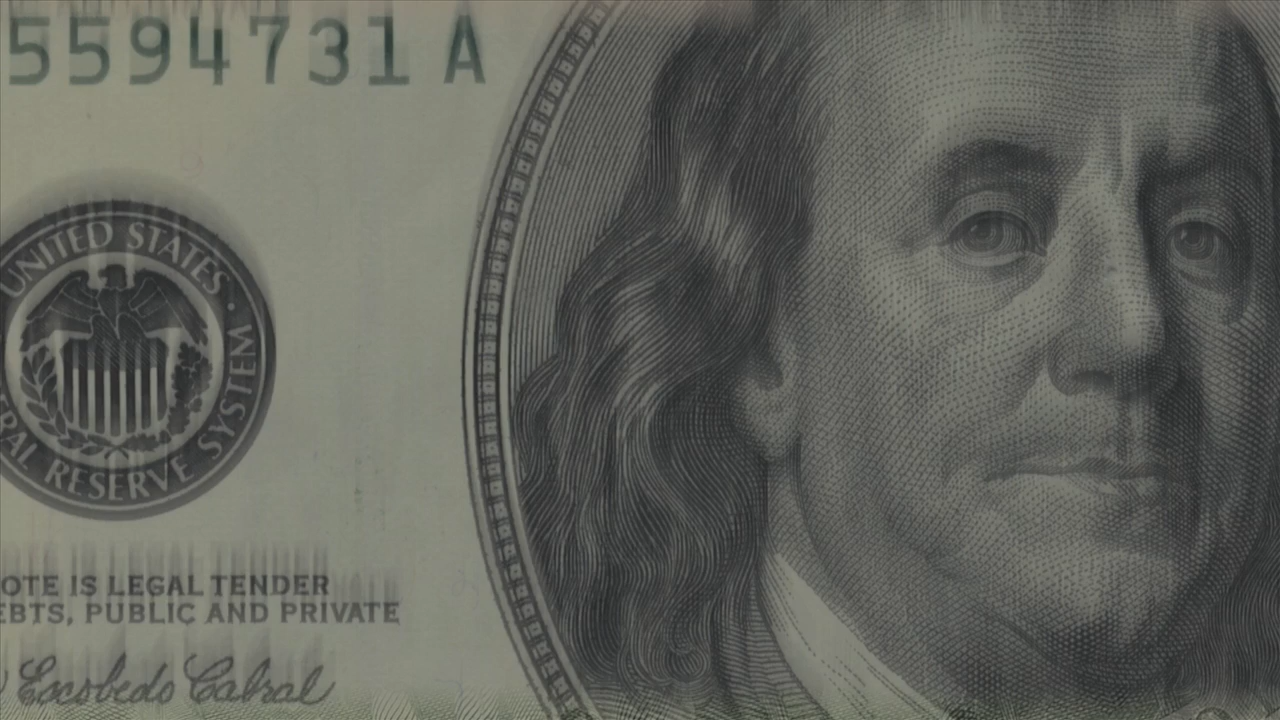 5594731 A
UNITED STATES
RAL RESERVE SYSTEM
OTE IS LEGAL TENDER
EBTS, PUBLIC AND PRIVATE
Escobedo Cabral